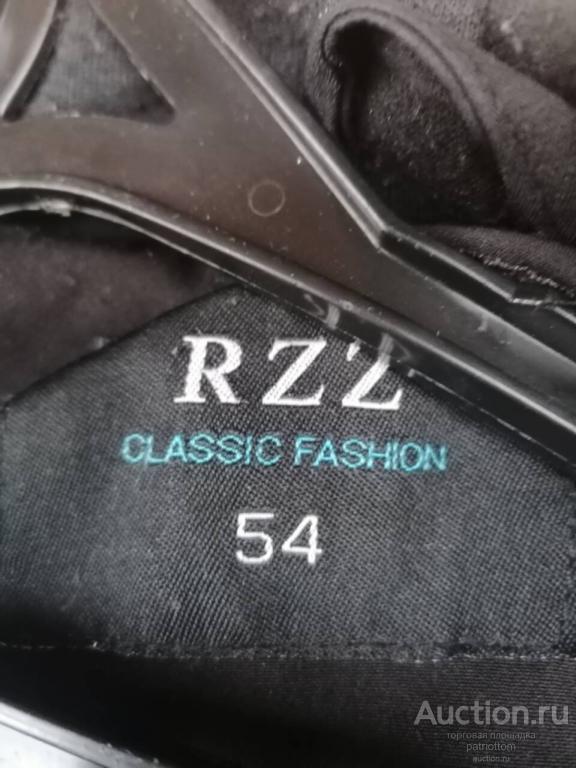 RZZ
CLASSIC FASHION
54
Auction.ru
торговая площадка
patriottom
auction.ru